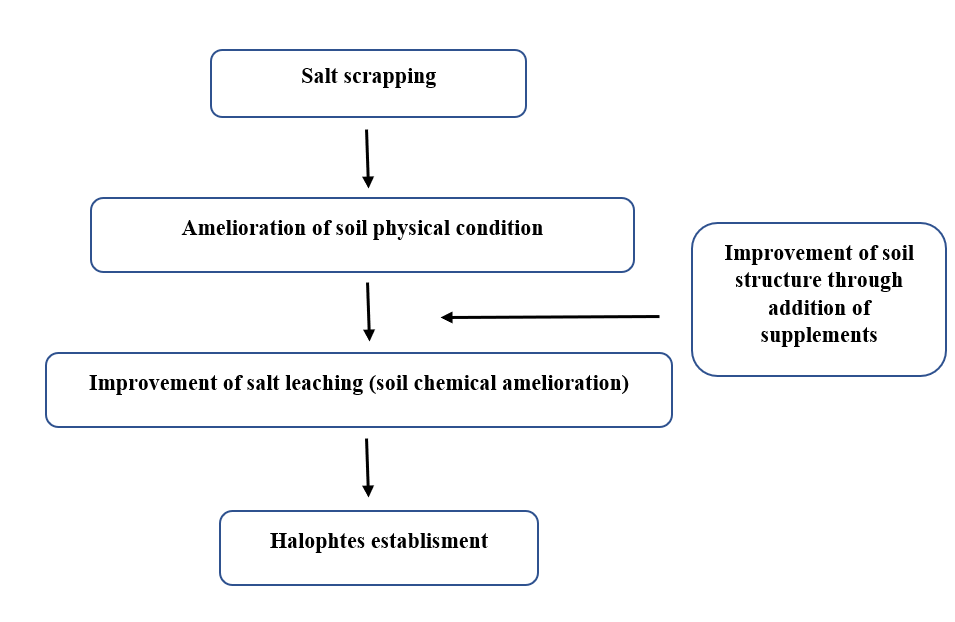 Salt scrapping
Amelioration of soil physical condition
Improvement of soil
structure through
addition of
supplements
Improvement of salt leaching (soil chemical amelioration)
Halophtes establisment